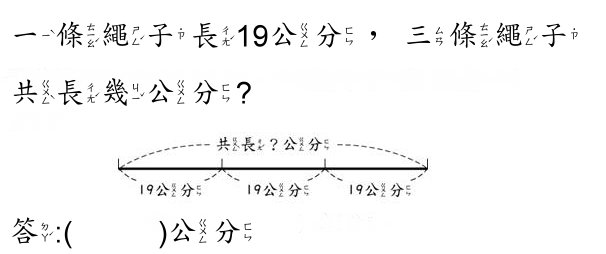 一條繩子長19公分,三條繩子
共長幾公分?
共長?公分
19公分 19公分 19公分
答:( )公分